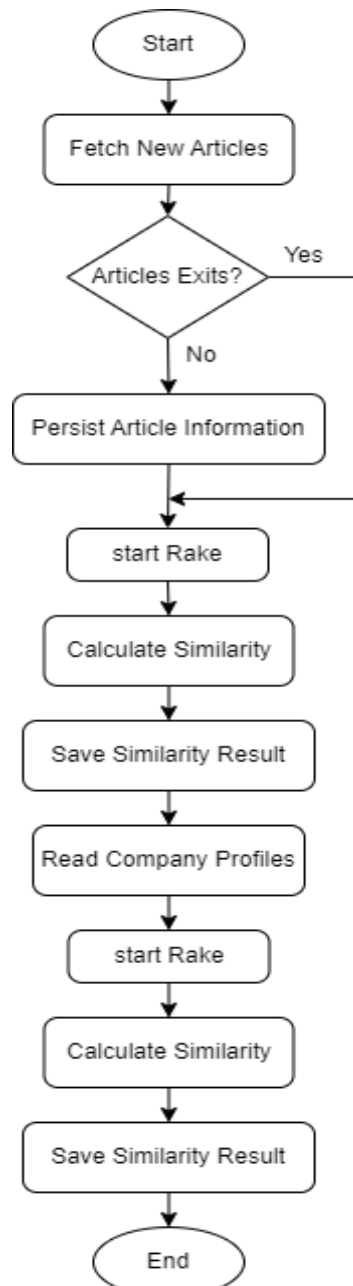 Start
Fetch New Articles
Articles Exits?
Yes
No
Persist Article Information
start Rake
Calculate Similarity
Save Similarity Result
Read Company Profiles
start Rake
Calculate Similarity
Save Similarity Result
End